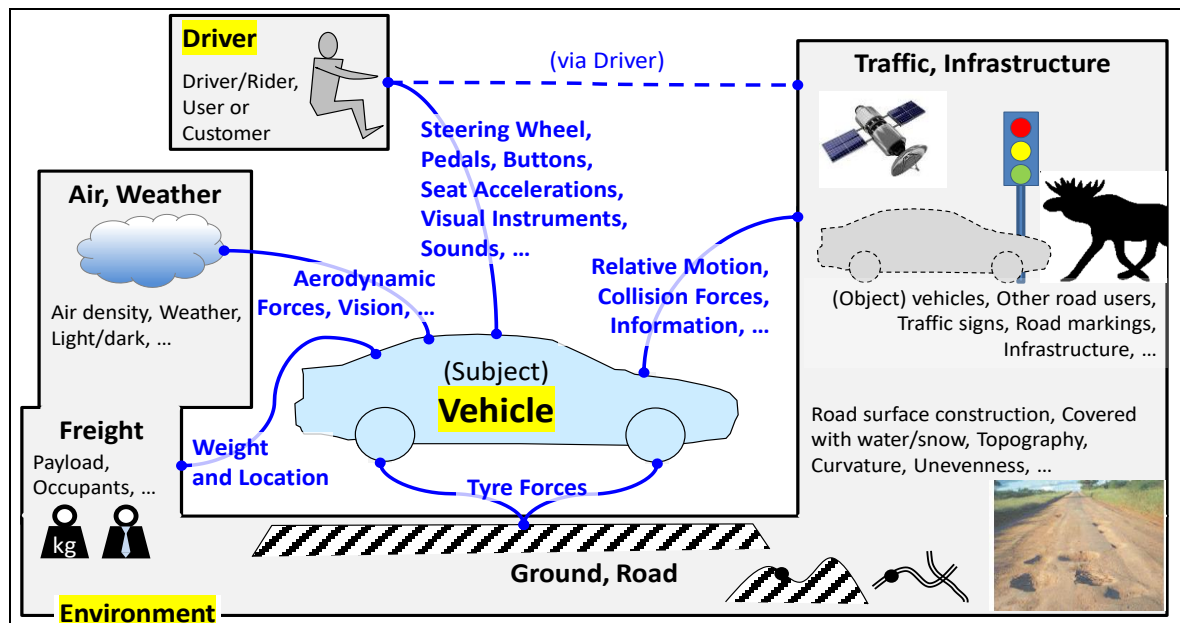 Driver
Driver/Rider,
User or
Customer
(via Driver)
Traffic, Infrastructure
Steering Wheel,
Pedals, Buttons,
Seat Accelerations,
Visual Instruments,
Sounds, …
Air, Weather
Air density, Weather,
Light/dark, …
Aerodynamic
Forces, Vision, …
Relative Motion,
Collision Forces,
Information, …
(Object) vehicles, Other road users,
Traffic signs, Road markings,
Infrastructure, …
(Subject)
Vehicle
Freight
Payload,
Occupants, …
kg
Weight
and Location
Tyre Forces
Road surface construction, Covered
with water/snow, Topography,
Curvature, Unevenness, …
Ground, Road
Environment